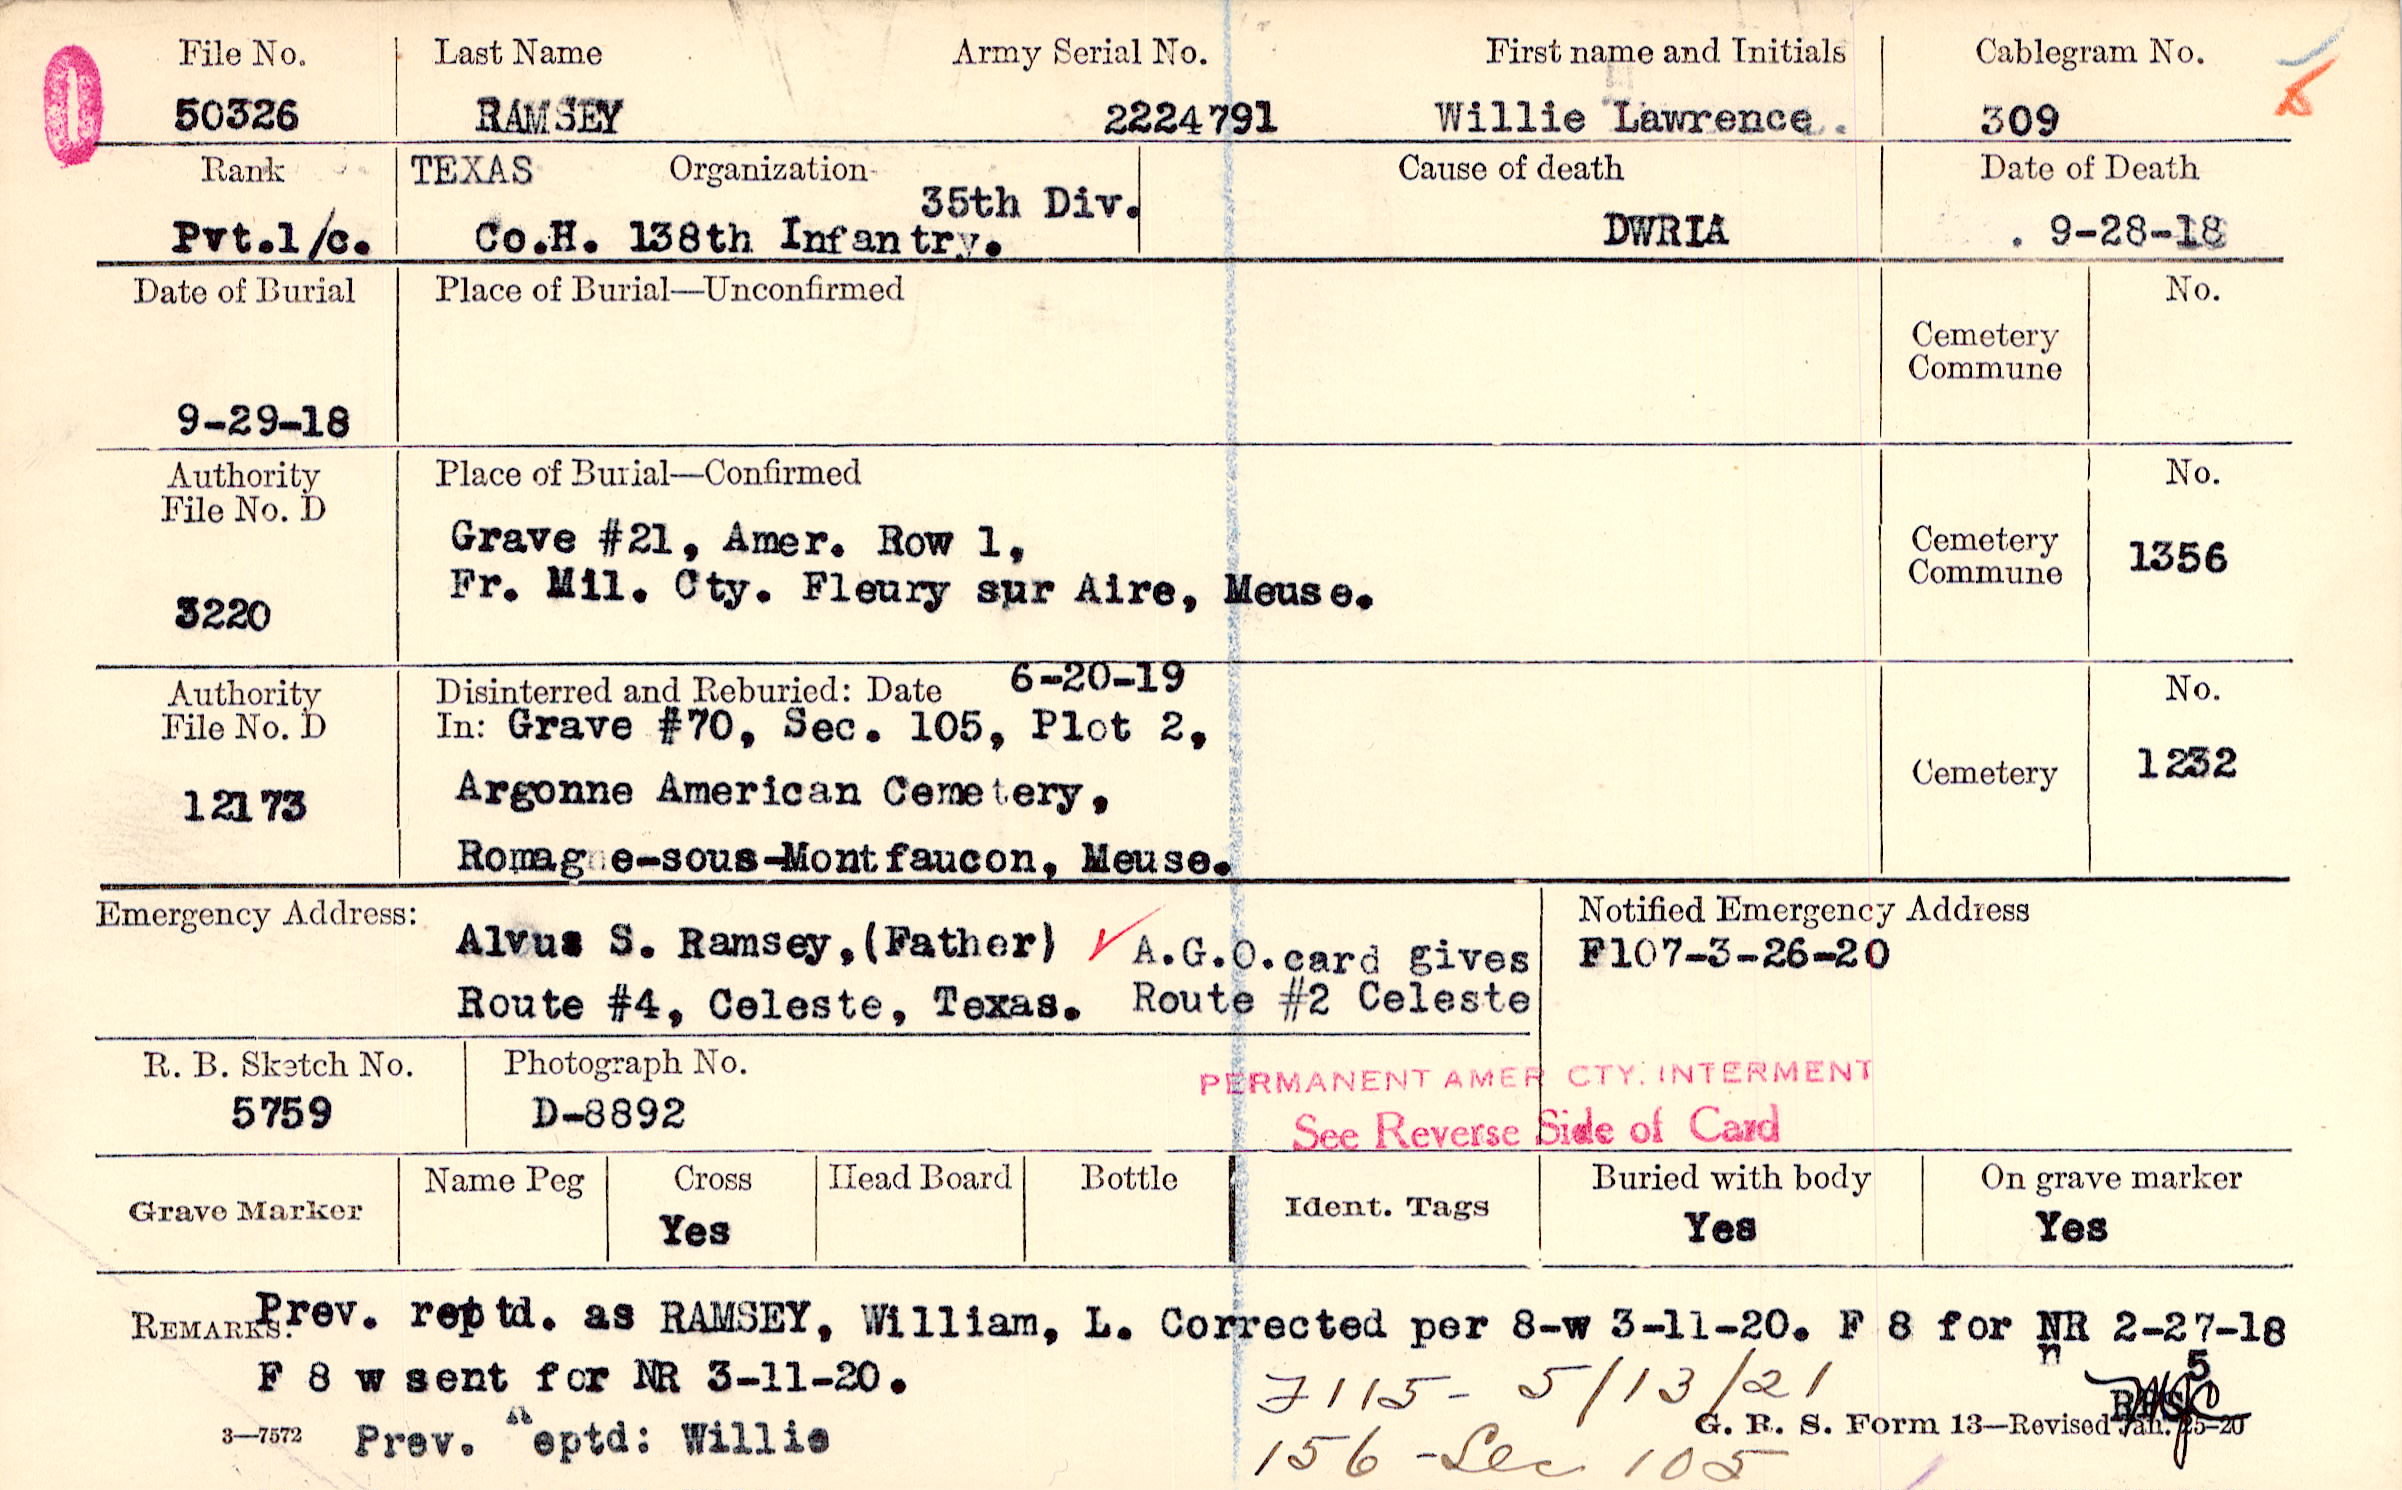 File No. Last Name Army Serial No. First name and Initials Cablegram No.
50326 RAMSEY 2224791 Willie Lawrence. 309
Rank TEXAS Organization Cause of death Date of Death
35th Div.
Pvt.1/c. Co.H. 138th Infantry. DWRIA . 9-28-18
Date of Burial Place of Burial—Unconfirmed No.
Cemetery
Commune
9-29-18
Authority Place of Burial—Confirmed No.
File No. D
Grave #21, Amer. Row 1, Cemetery 1356
Fr. Mil. Cty. Fleury sur Aire, Meuse. Commune
3220
Authority Disinterred and Reburied: Date 6-20-19 No.
File No. D In: Grave #70, Sec. 105, Plot 2,
12173 Argonne American Cemetery, Cemetery 1232
Romagne-sous-Montfaucon, Meuse.
Emergency Address: Notified Emergency Address
Alvus S. Ramsey, (Father) ✓ A.G.O.card gives F107-3-26-20
Route #4, Celeste, Texas. Route #2 Celeste
R. B. Sketch No. Photograph No.
5759 D-8892
PERMANENT AMER CTY. INTERMENT
See Reverse Side of Card
Grave Marker Name Peg Cross Head Board Bottle Ident. Tags Buried with body On grave marker
Yes Yes Yes
REMARKS: Prev. reptd. as RAMSEY, William, L. Corrected per 8-w 3-11-20. F 8 for NR 2-27-18
n
F 8 w sent for NR 3-11-20. 5
7115- 5/13/21
G. R. S. Form 13—Revised Jan. 25-20
3—7572 Prev. Reptd: Willie
156 - Sec 105